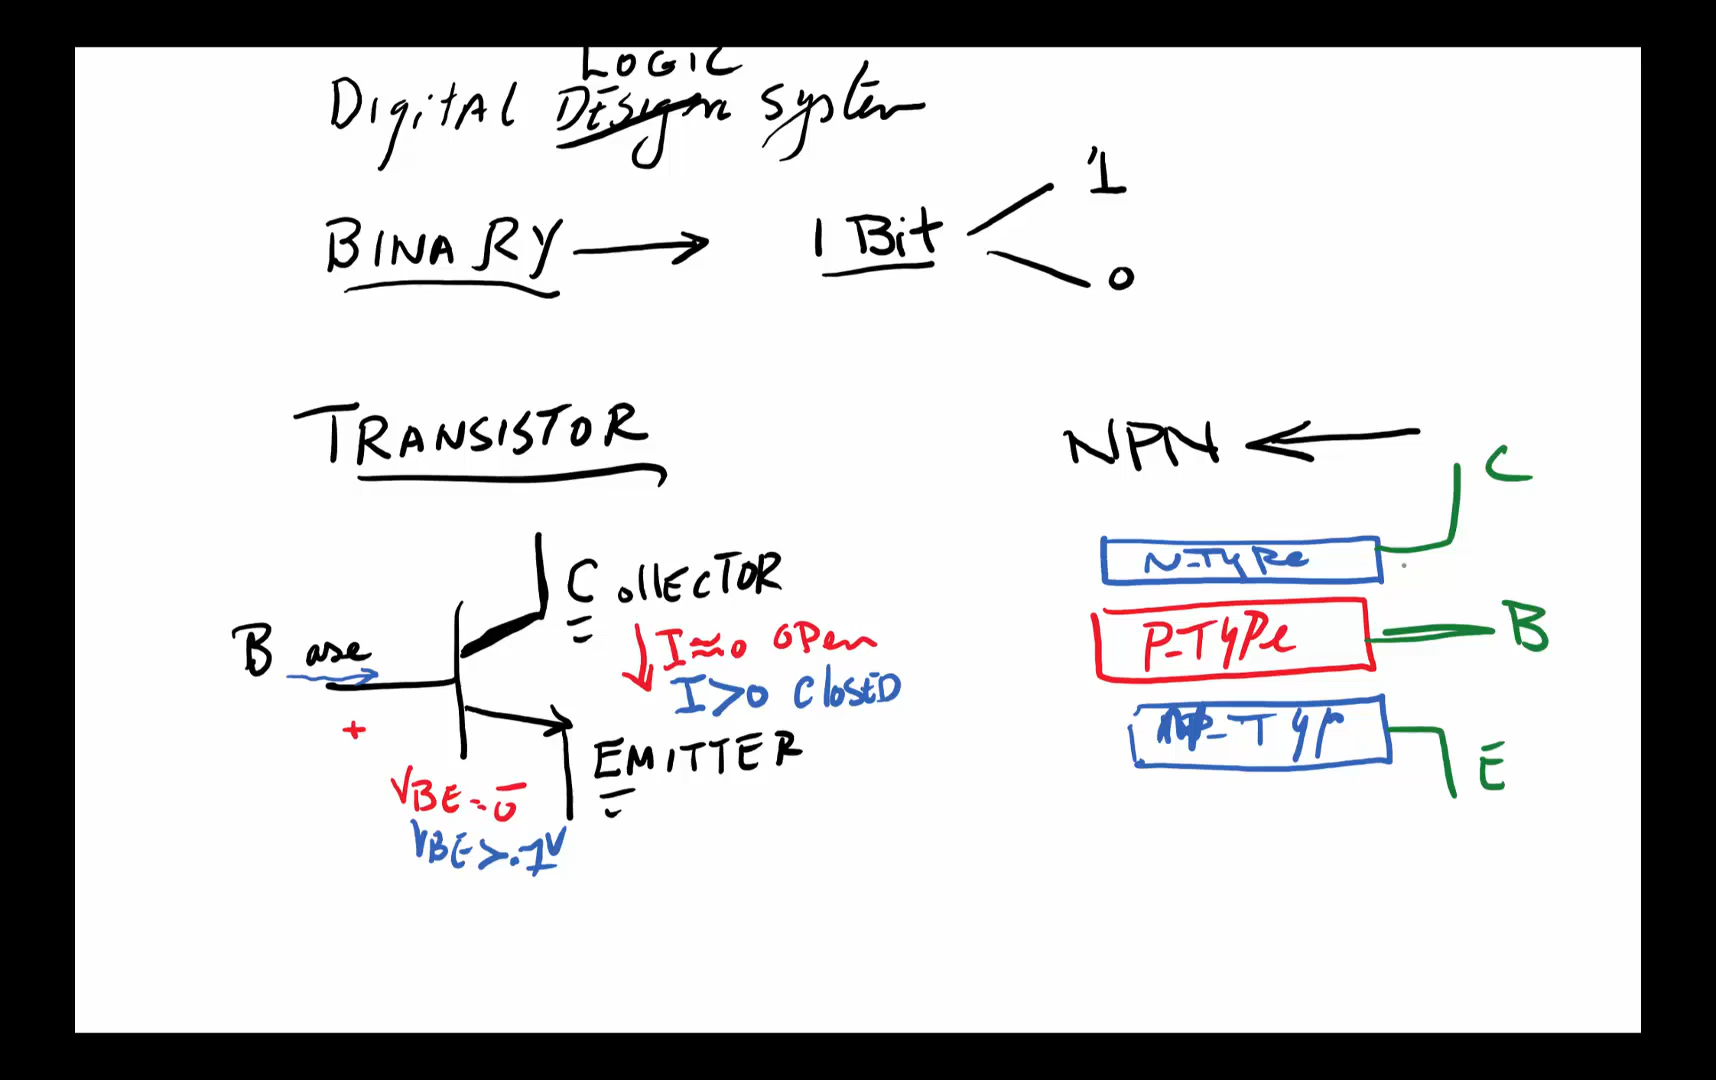 LOGIC
Digital Design System
BINARY 1 Bit 1
0
TRANSISTOR NPN
C
Collector N-Type
Base I≈0 open P-Type B
I>0 Closed
+ Emitter -Typ E
VBE=0
VBE>.7V